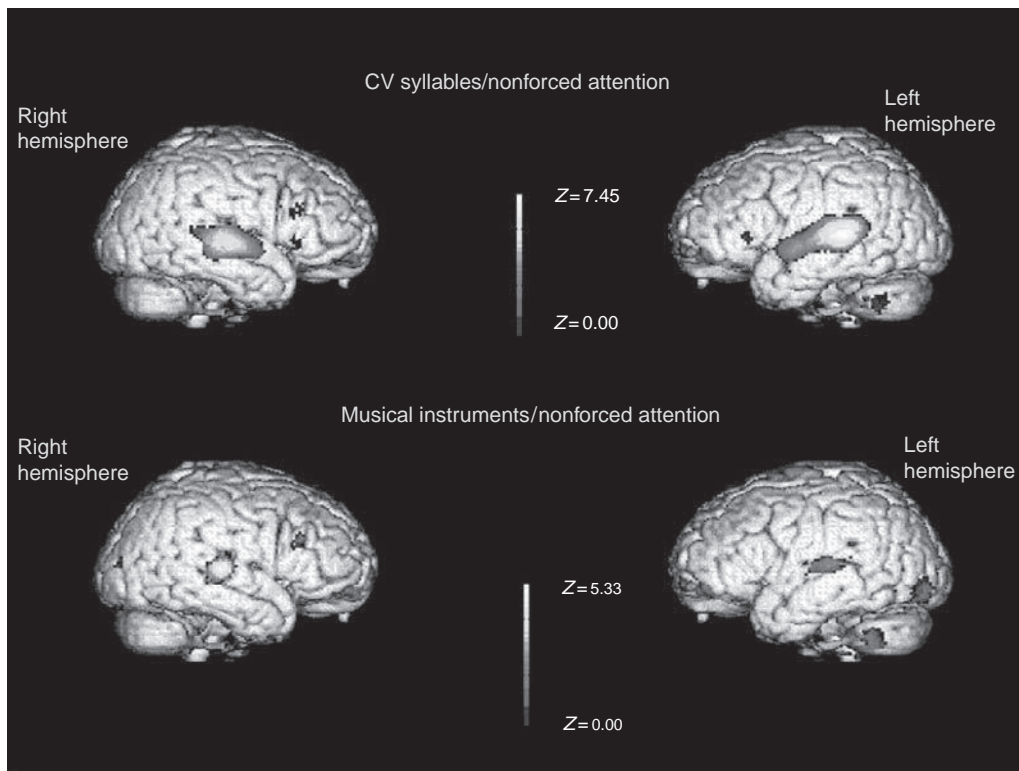 CV syllables/nonforced attention
Right
hemisphere
Left
hemisphere
Z=7.45
Z=0.00
Musical instruments/nonforced attention
Right
hemisphere
Left
hemisphere
Z=5.33
Z=0.00